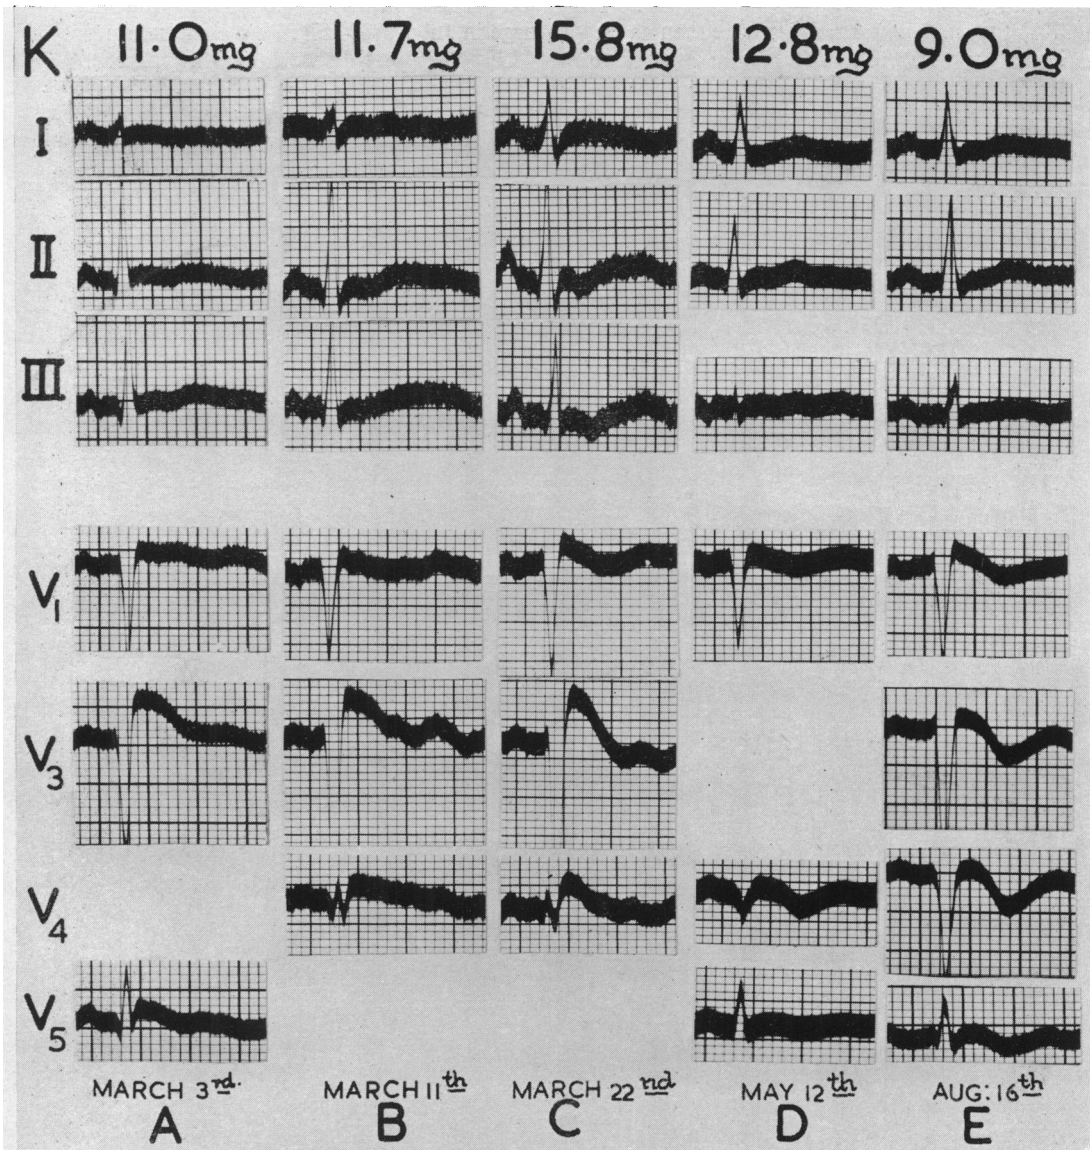 K 11.0mg 11.7mg 15.8mg 12.8mg 9.0mg
I
II
III
V1
V3
V4
V5
MARCH 3rd. MARCH 11th MARCH 22nd MAY 12th AUG: 16th
A B C D E